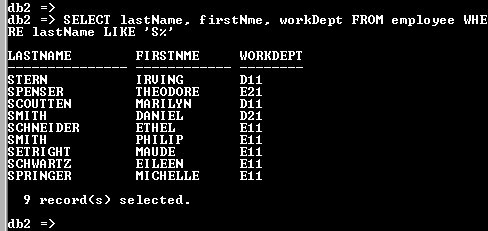 db2 =>
db2 => SELECT lastName, firstNme, workDept FROM employee WHE
RE lastName LIKE 'S%'
LASTNAME FIRSTNME WORKDEPT
--------------- ------------ --------
STERN IRVING D11
SPENSER THEODORE E21
SCOUTTEN MARILYN D11
SMITH DANIEL D21
SCHNEIDER ETHEL E11
SMITH PHILIP E11
SETRIGHT MAUDE E11
SCHWARTZ EILEEN E11
SPRINGER MICHELLE E11
9 record(s) selected.
db2 =>